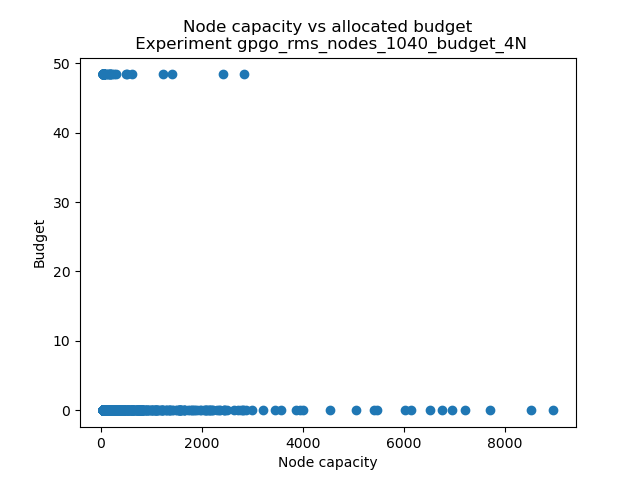 Node capacity vs allocated budget
Experiment gpgo_rms_nodes_1040_budget_4N
50
40
30
20
10
0
Budget
0 2000 4000 6000 8000
Node capacity